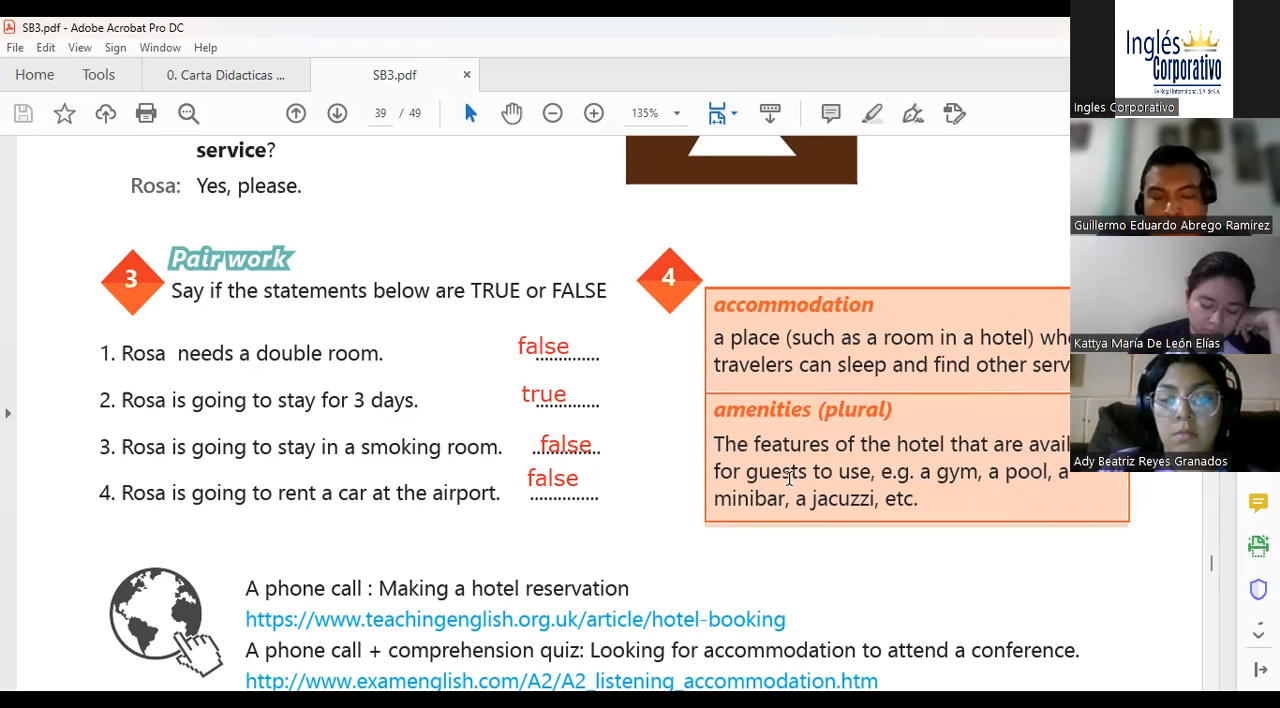 SB3.pdf - Adobe Acrobat Pro DC
File Edit View Sign Window Help
Home Tools 0. Carta Didacticas ... SB3.pdf ×
39 / 49 135%
service?
Rosa: Yes, please.
3 Pair work
Say if the statements below are TRUE or FALSE
1. Rosa needs a double room. false
2. Rosa is going to stay for 3 days. true
3. Rosa is going to stay in a smoking room. false
4. Rosa is going to rent a car at the airport. false
4
accommodation
a place (such as a room in a hotel)
travelers can sleep and find other
amenities (plural)
The features of the hotel that are
for guests to use, e.g. a gym, a pool, a
minibar, a jacuzzi, etc.
A phone call : Making a hotel reservation
https://www.teachingenglish.org.uk/article/hotel-booking
A phone call + comprehension quiz: Looking for accommodation to attend a conference.
http://www.examenglish.com/A2/A2_listening_accommodation.htm
Inglés
Corporativo
Ingles Corporativo
Guillermo Eduardo Abrego Ramirez
Kattya María De León Elías
Ady Beatriz Reyes Granados